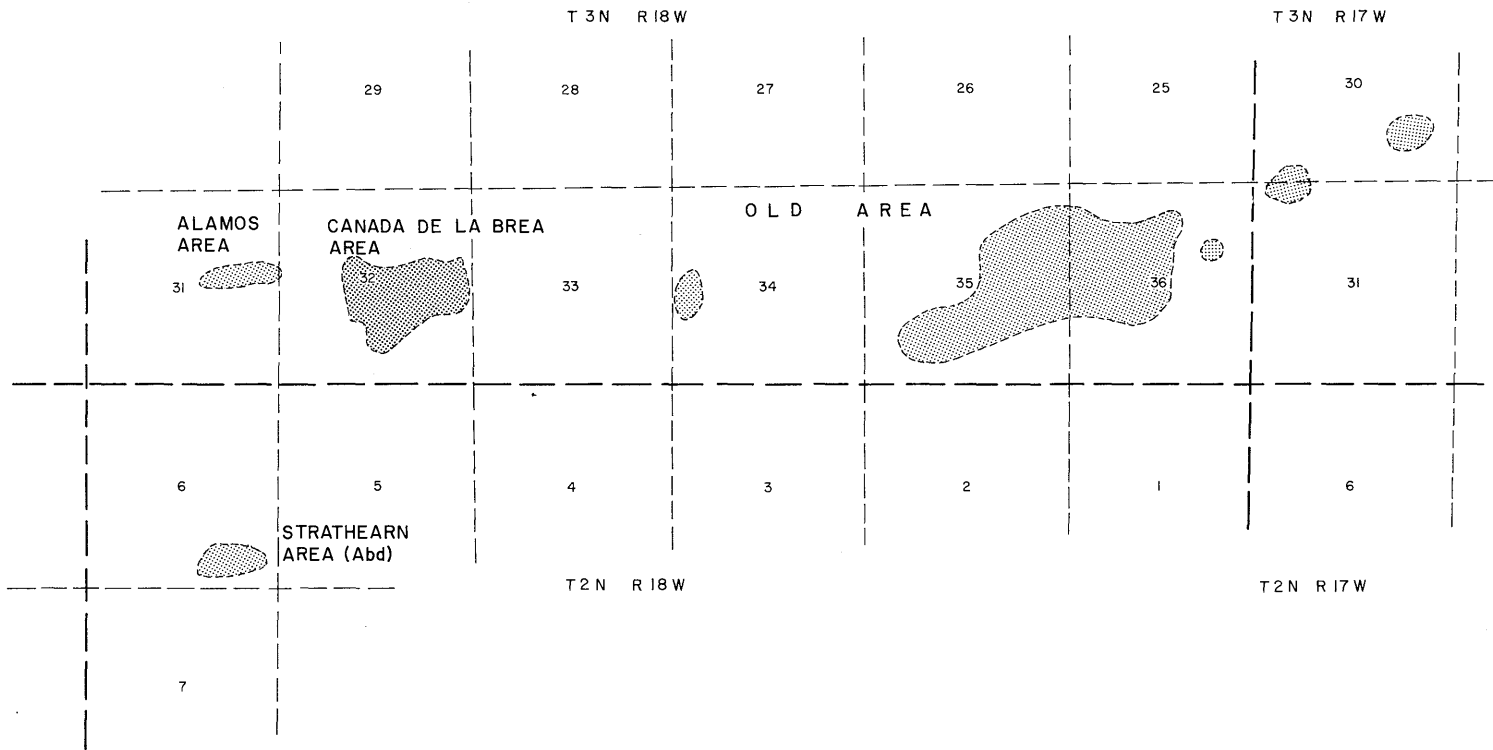 T3N R18W
T3N R17W
29
28
27
26
25
30
ALAMOS
AREA
CANADA DE LA BREA
AREA
OLD AREA
31
32
33
34
35
36
31
6
5
4
3
2
1
6
STRATHEARN
AREA (Abd)
T2N R18W
T2N R17W
7